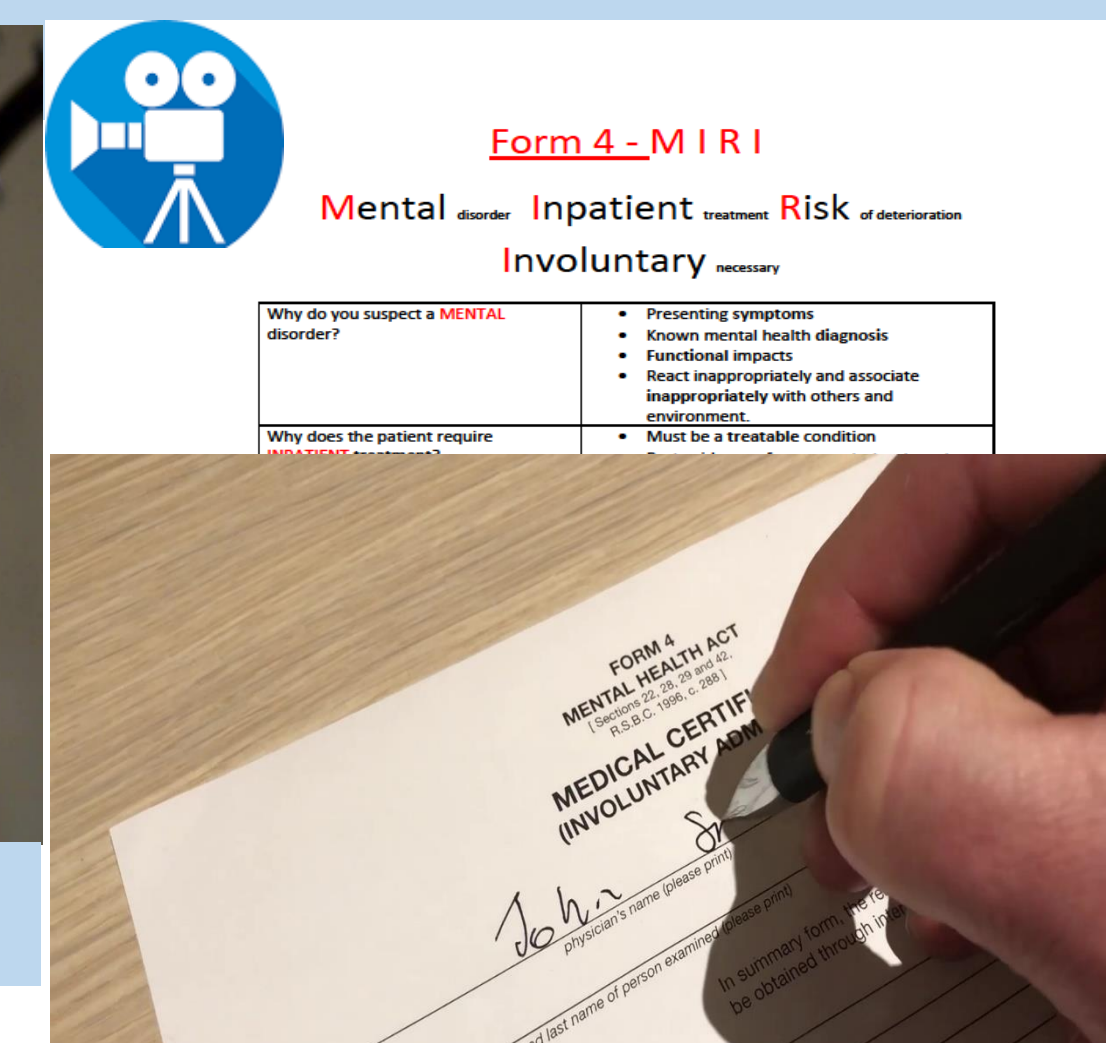 Form 4 - M I R I
Mental disorder Inpatient treatment Risk of deterioration
Involuntary necessary
Why do you suspect a MENTAL
disorder?
• Presenting symptoms
• Known mental health diagnosis
• Functional impacts
• React inappropriately and associate
inappropriately with others and
environment.
Why does the patient require
INPATIENT treatment?
• Must be a treatable condition
FORM 4
MENTAL HEALTH ACT
[ Sections 22, 28, 29 and 42,
R.S.B.C. 1996, c. 288 ]
MEDICAL CERTIF
(INVOLUNTARY ADM
John
physician's name (please print)
last name of person examined (please print)
In summary form, the
be obtained through